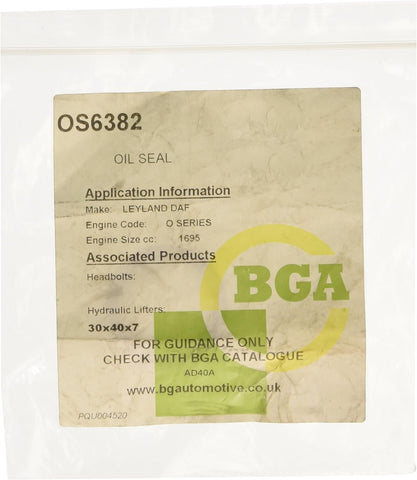 OS6382
OIL SEAL
Application Information
Make: LEYLAND DAF
Engine Code: O SERIES
Engine Size cc: 1695
Associated Products
Headbolts:
BGA
Hydraulic Lifters:
30x40x7
FOR GUIDANCE ONLY
CHECK WITH BGA CATALOGUE
AD40A
www.bgautomotive.co.uk
PQU004520